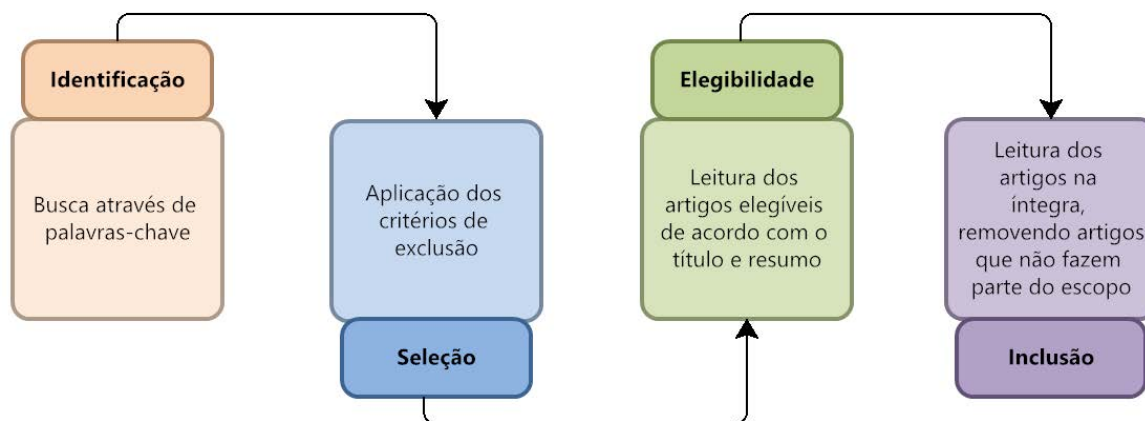 Identificação
Busca através de
palavras-chave
Aplicação dos
critérios de
exclusão
Seleção
Elegibilidade
Leitura dos
artigos elegíveis
de acordo com o
título e resumo
Leitura dos
artigos na
íntegra,
removendo artigos
que não fazem
parte do escopo
Inclusão